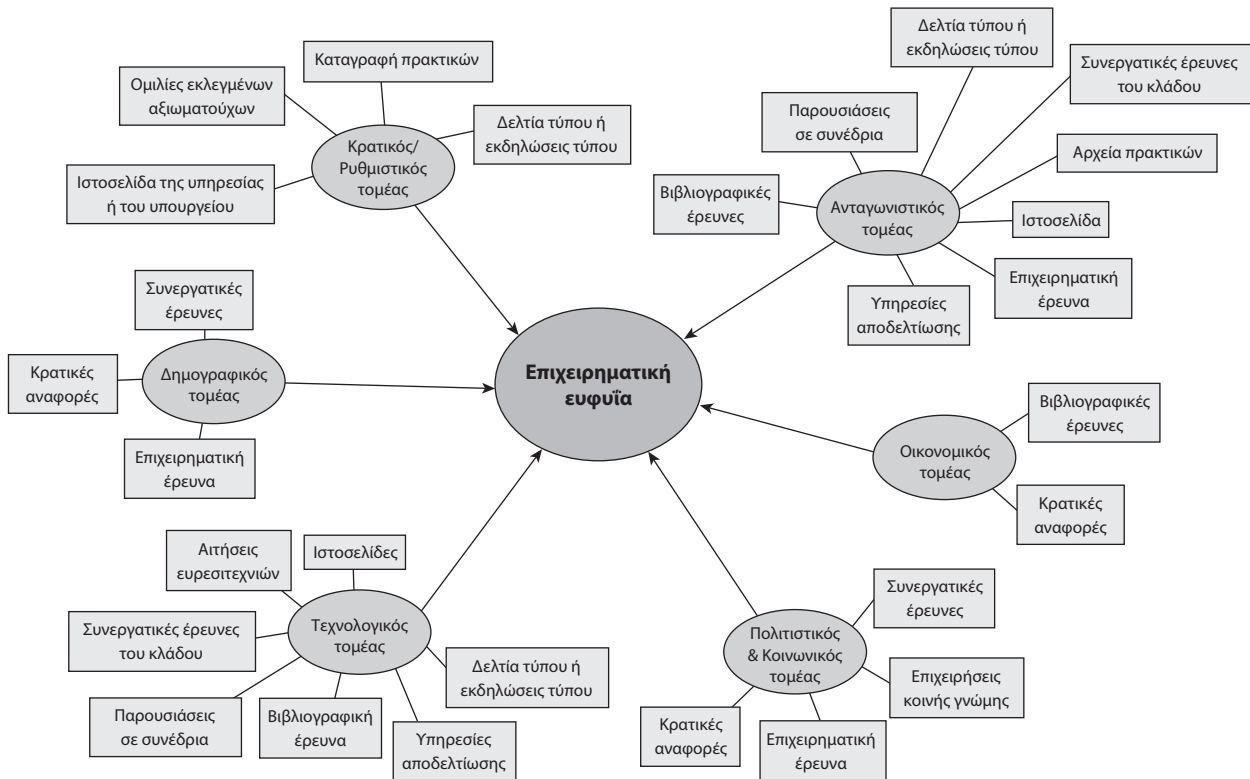 Καταγραφή πρακτικών
Ομιλίες εκλεγμένων
αξιωματούχων
Δελτία τύπου ή
εκδηλώσεις τύπου
Κρατικός/
Ρυθμιστικός
τομέας
Ιστοσελίδα της υπηρεσίας
ή του υπουργείου
Δελτία τύπου ή
εκδηλώσεις τύπου
Συνεργατικές έρευνες
του κλάδου
Παρουσιάσεις
σε συνέδρια
Αρχεία πρακτικών
Βιβλιογραφικές
έρευνες
Ανταγωνιστικός
τομέας
Ιστοσελίδα
Επιχειρηματική
έρευνα
Υπηρεσίες
αποδελτίωσης
Συνεργατικές
έρευνες
Κρατικές
αναφορές
Δημογραφικός
τομέας
Επιχειρηματική
έρευνα
Επιχειρηματική
ευφυΐα
Βιβλιογραφικές
έρευνες
Οικονομικός
τομέας
Κρατικές
αναφορές
Αιτήσεις
ευρεσιτεχνιών
Ιστοσελίδες
Συνεργατικές έρευνες
του κλάδου
Τεχνολογικός
τομέας
Δελτία τύπου ή
εκδηλώσεις τύπου
Παρουσιάσεις
σε συνέδρια
Βιβλιογραφική
έρευνα
Υπηρεσίες
αποδελτίωσης
Συνεργατικές
έρευνες
Πολιτιστικός
& Κοινωνικός
τομέας
Επιχειρήσεις
κοινής γνώμης
Κρατικές
αναφορές
Επιχειρηματική
έρευνα